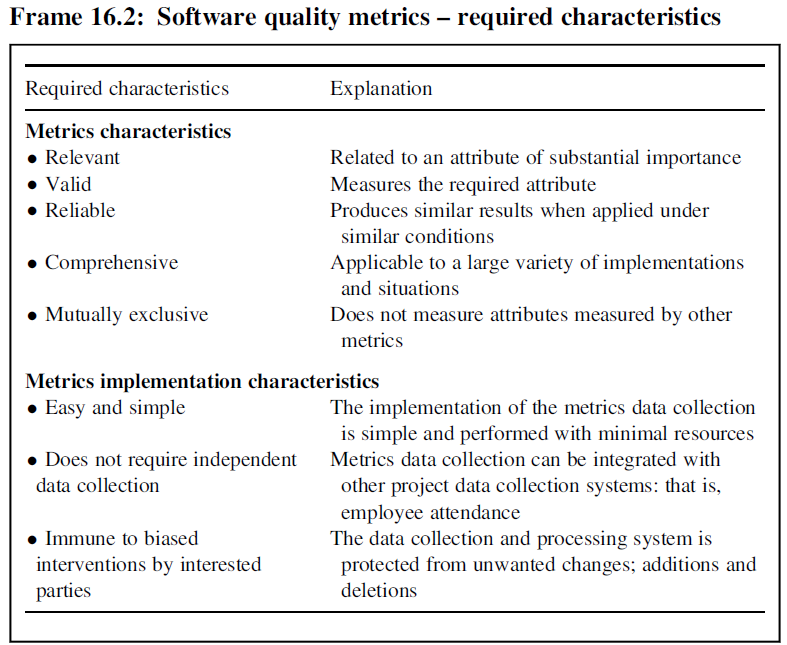 Frame 16.2: Software quality metrics – required characteristics
Required characteristics Explanation
Metrics characteristics
● Relevant Related to an attribute of substantial importance
● Valid Measures the required attribute
● Reliable Produces similar results when applied under
similar conditions
● Comprehensive Applicable to a large variety of implementations
and situations
● Mutually exclusive Does not measure attributes measured by other
metrics
Metrics implementation characteristics
● Easy and simple The implementation of the metrics data collection
is simple and performed with minimal resources
● Does not require independent Metrics data collection can be integrated with
data collection other project data collection systems: that is,
employee attendance
● Immune to biased The data collection and processing system is
interventions by interested protected from unwanted changes; additions and
parties deletions